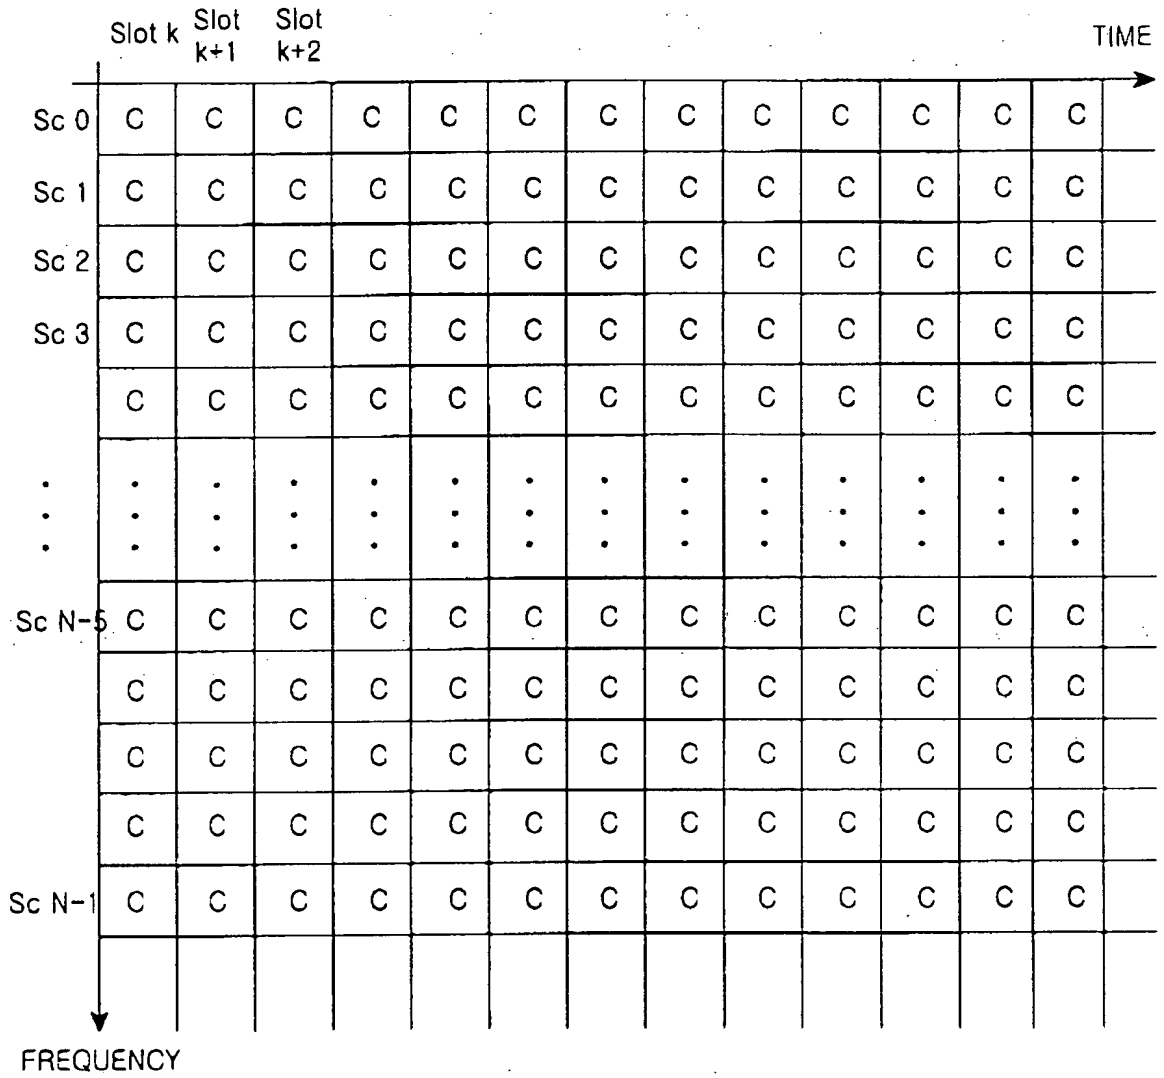 Slot k Slot k+1 Slot k+2 TIME
Sc 0 C C C C C C C C C C C C C
Sc 1 C C C C C C C C C C C C C
Sc 2 C C C C C C C C C C C C C
Sc 3 C C C C C C C C C C C C C
C C C C C C C C C C C C C
Sc N-5 C C C C C C C C C C C C C
C C C C C C C C C C C C C
C C C C C C C C C C C C C
C C C C C C C C C C C C C
Sc N-1 C C C C C C C C C C C C C
FREQUENCY